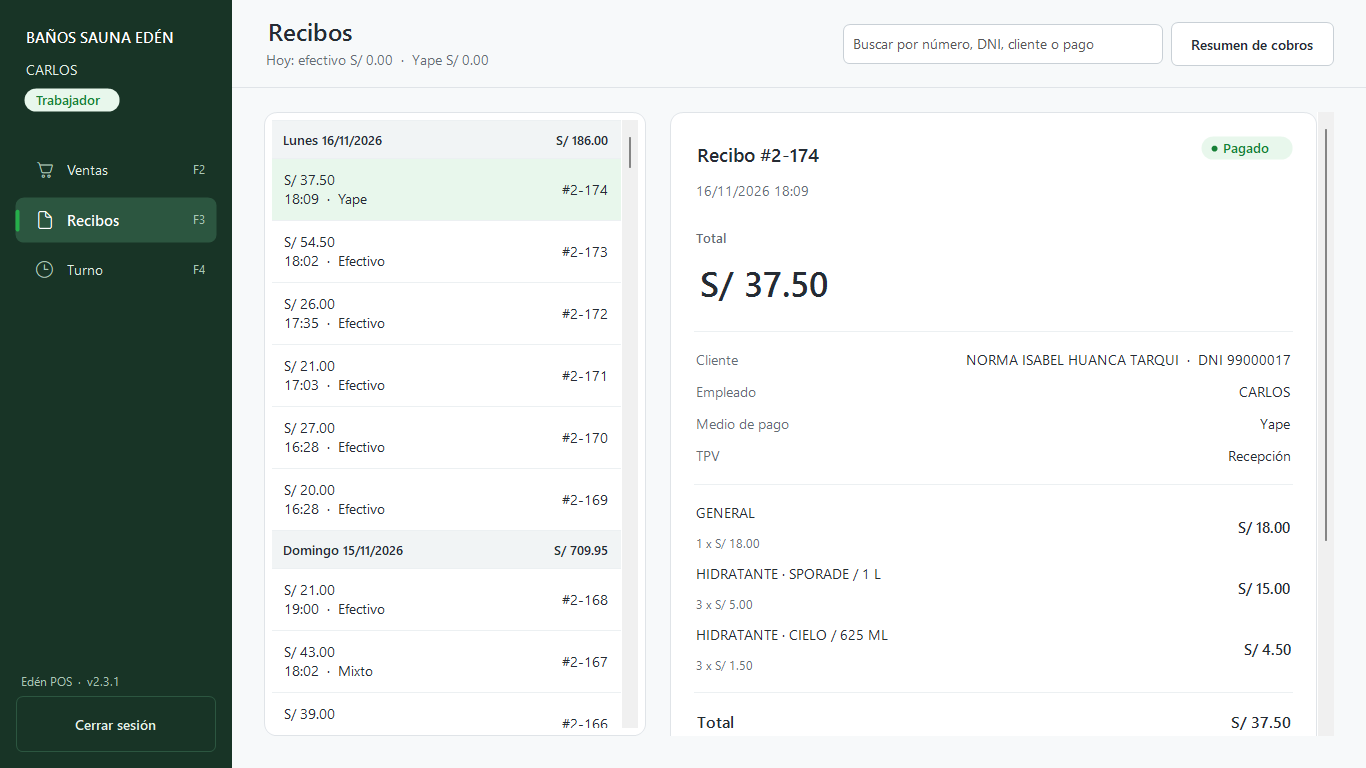 BAÑOS SAUNA EDÉN
CARLOS
Trabajador
Ventas F2
Recibos F3
Turno F4
Edén POS · v2.3.1
Cerrar sesión
Recibos
Hoy: efectivo S/ 0.00 · Yape S/ 0.00
Buscar por número, DNI, cliente o pago
Resumen de cobros
Lunes 16/11/2026 S/ 186.00
S/ 37.50
18:09 · Yape
#2-174
S/ 54.50
18:02 · Efectivo
#2-173
S/ 26.00
17:35 · Efectivo
#2-172
S/ 21.00
17:03 · Efectivo
#2-171
S/ 27.00
16:28 · Efectivo
#2-170
S/ 20.00
16:28 · Efectivo
#2-169
Domingo 15/11/2026 S/ 709.95
S/ 21.00
19:00 · Efectivo
#2-168
S/ 43.00
18:02 · Mixto
#2-167
S/ 39.00
#2-166
Recibo #2-174
Pagado
16/11/2026 18:09
Total
S/ 37.50
Cliente NORMA ISABEL HUANCA TARQUI · DNI 99000017
Empleado CARLOS
Medio de pago Yape
TPV Recepción
GENERAL
1 x S/ 18.00
S/ 18.00
HIDRATANTE · SPORADE / 1 L
3 x S/ 5.00
S/ 15.00
HIDRATANTE · CIELO / 625 ML
3 x S/ 1.50
S/ 4.50
Total S/ 37.50